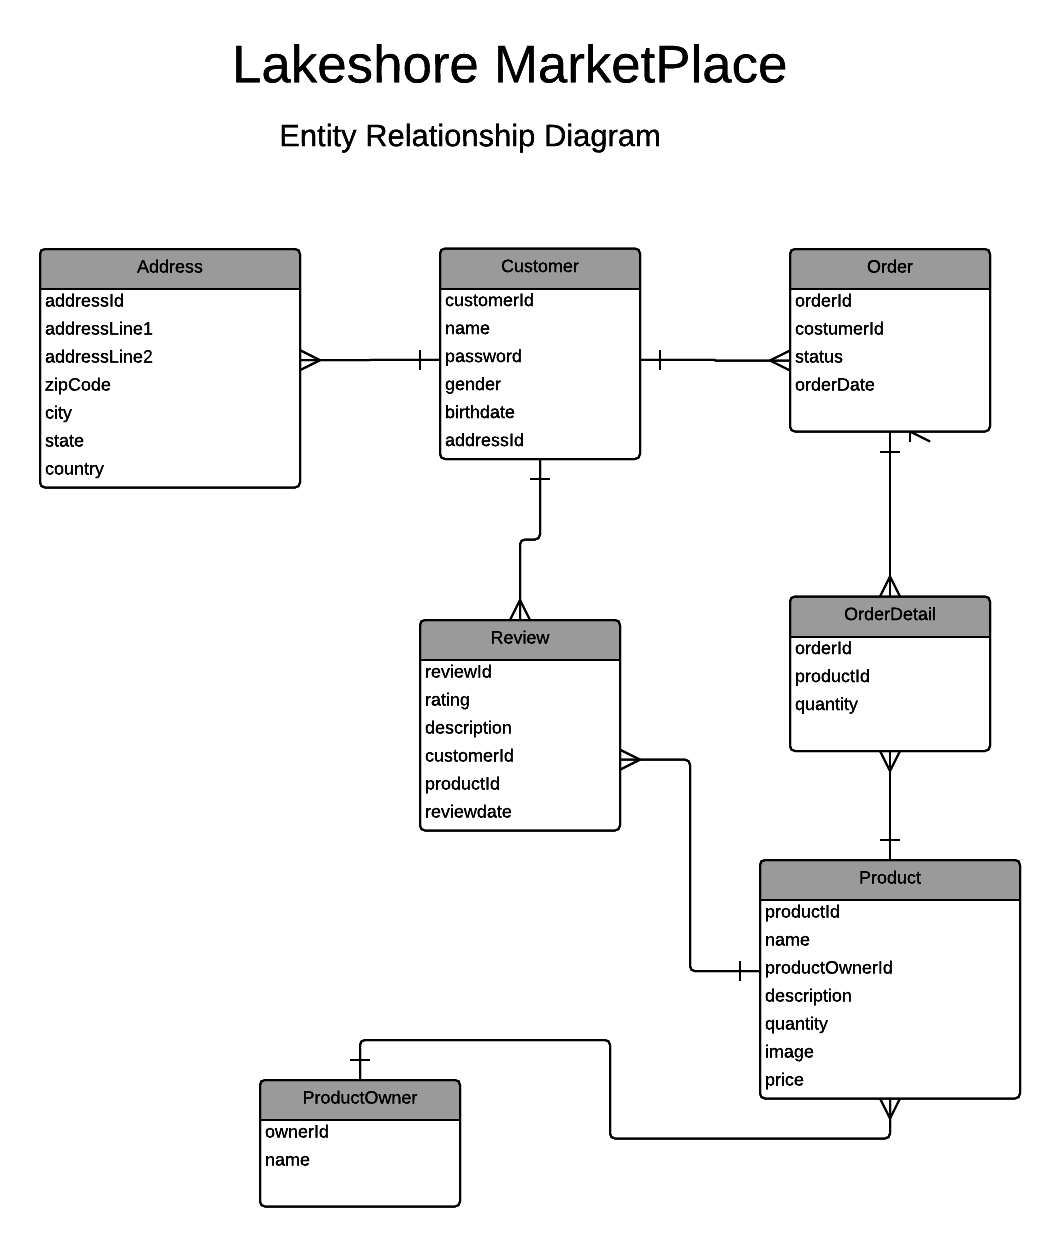 Lakeshore MarketPlace
Entity Relationship Diagram
Address
addressId
addressLine1
addressLine2
zipCode
city
state
country
Customer
customerId
name
password
gender
birthdate
addressId
Order
orderId
costumerId
status
orderDate
Review
reviewId
rating
description
customerId
productId
reviewdate
OrderDetail
orderId
productId
quantity
Product
productId
name
productOwnerId
description
quantity
image
price
ProductOwner
ownerId
name